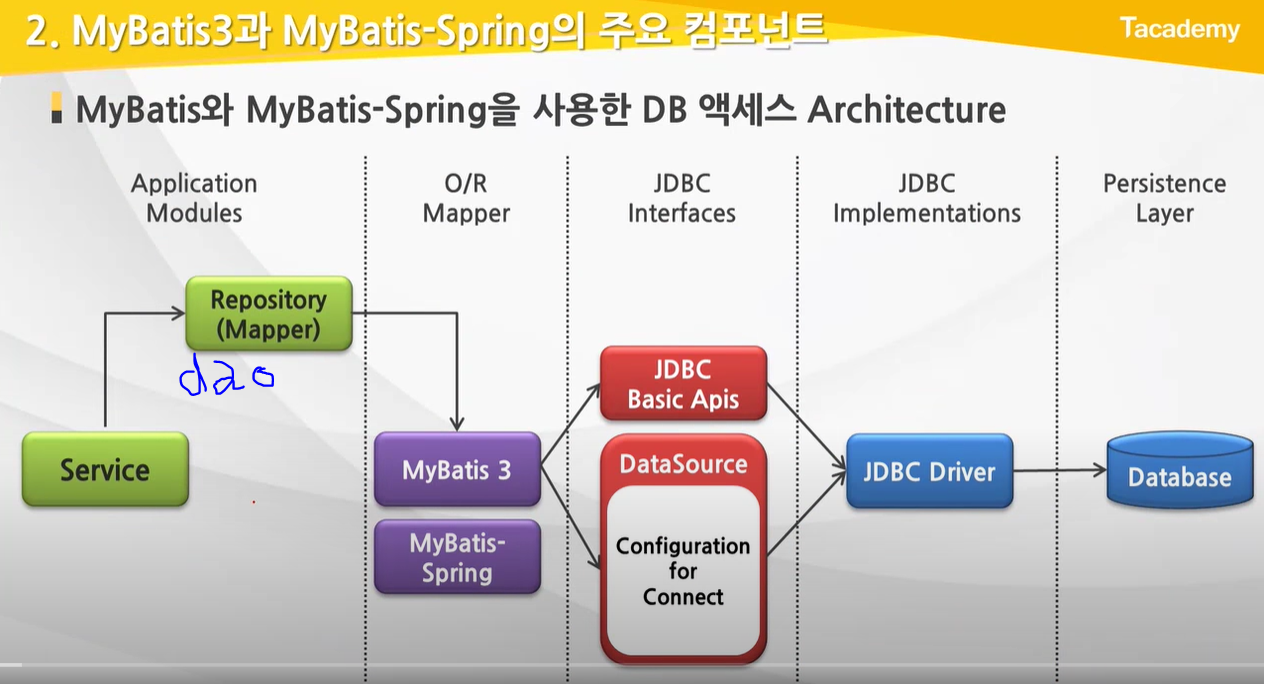 2. MyBatis3과 MyBatis-Spring의 주요 컴포넌트
Tacademy
MyBatis와 MyBatis-Spring을 사용한 DB 액세스 Architecture
Application
Modules
O/R
Mapper
JDBC
Interfaces
JDBC
Implementations
Persistence
Layer
Repository
(Mapper)
dao
Service
MyBatis 3
MyBatis-
Spring
JDBC
Basic Apis
DataSource
Configuration
for
Connect
JDBC Driver
Database